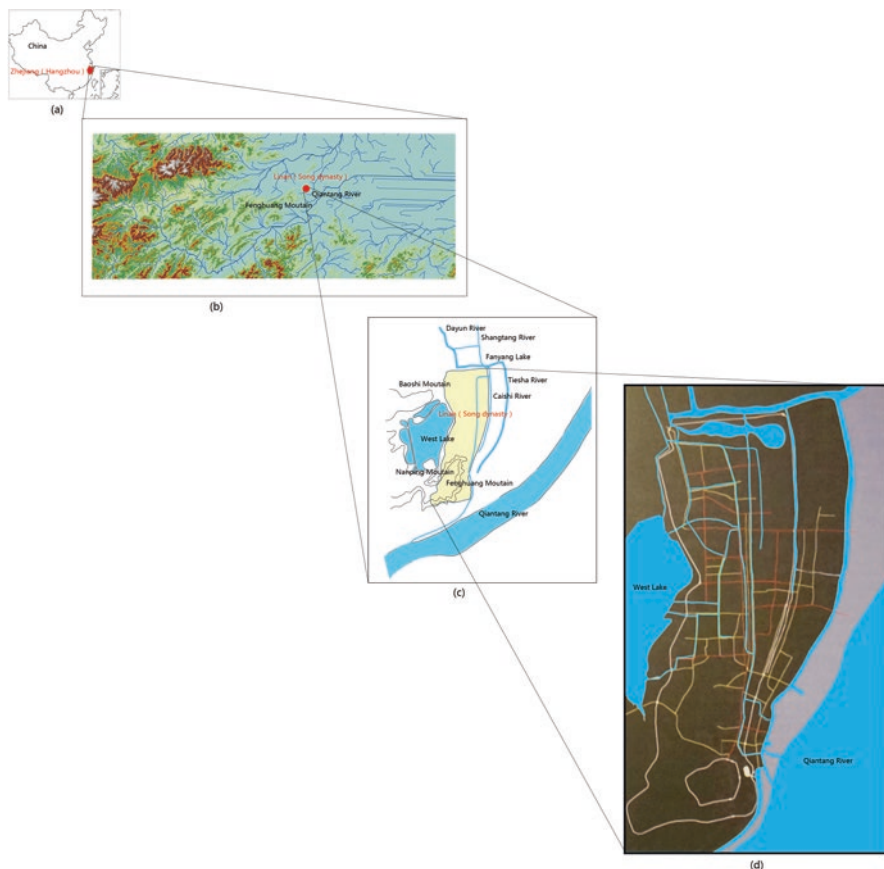 China
Zhejiang ( Hangzhou )
(a)
Linan ( Song dynasty )
Qiantang River
Fenghuang Moutain
(b)
Dayun River
Shangtang River
Fanyang Lake
Baoshi Moutain
Tiesha River
Caishi River
Linan ( Song dynasty )
West Lake
Nanping Moutain
Fenghuang Moutain
Qiantang River
(c)
West Lake
Qiantang River
(d)